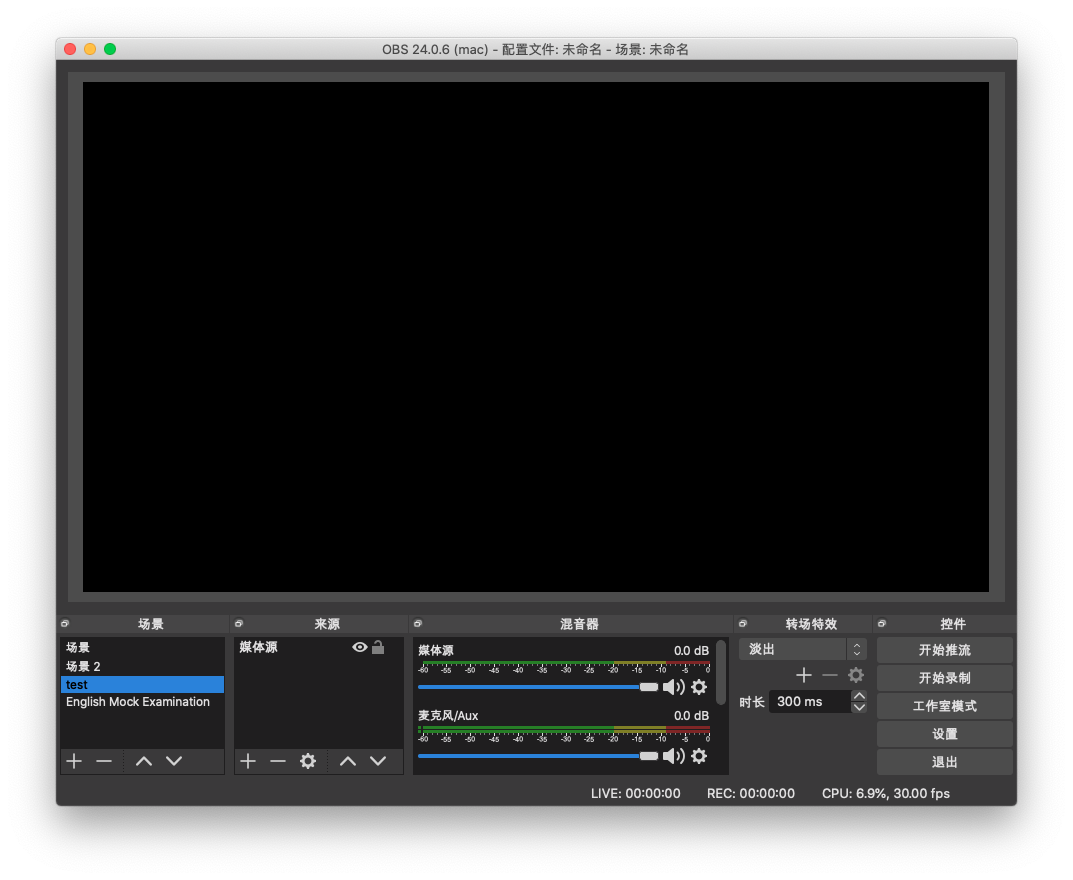 OBS 24.0.6 (mac) - 配置文件: 未命名 - 场景: 未命名
场景
场景
场景 2
test
English Mock Examination
来源
媒体源
混音器
媒体源 0.0 dB
-60 -55 -50 -45 -40 -35 -30 -25 -20 -15 -10 -5 0
麦克风/Aux 0.0 dB
-60 -55 -50 -45 -40 -35 -30 -25 -20 -15 -10 -5 0
转场特效
淡出
时长 300 ms
控件
开始推流
开始录制
工作室模式
设置
退出
LIVE: 00:00:00 REC: 00:00:00 CPU: 6.9%, 30.00 fps